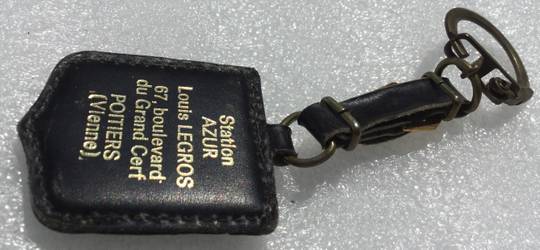 Station
AZUR
Louis LEGROS
67, boulevard
du Grand Cerf
POITIERS
(Vienne).